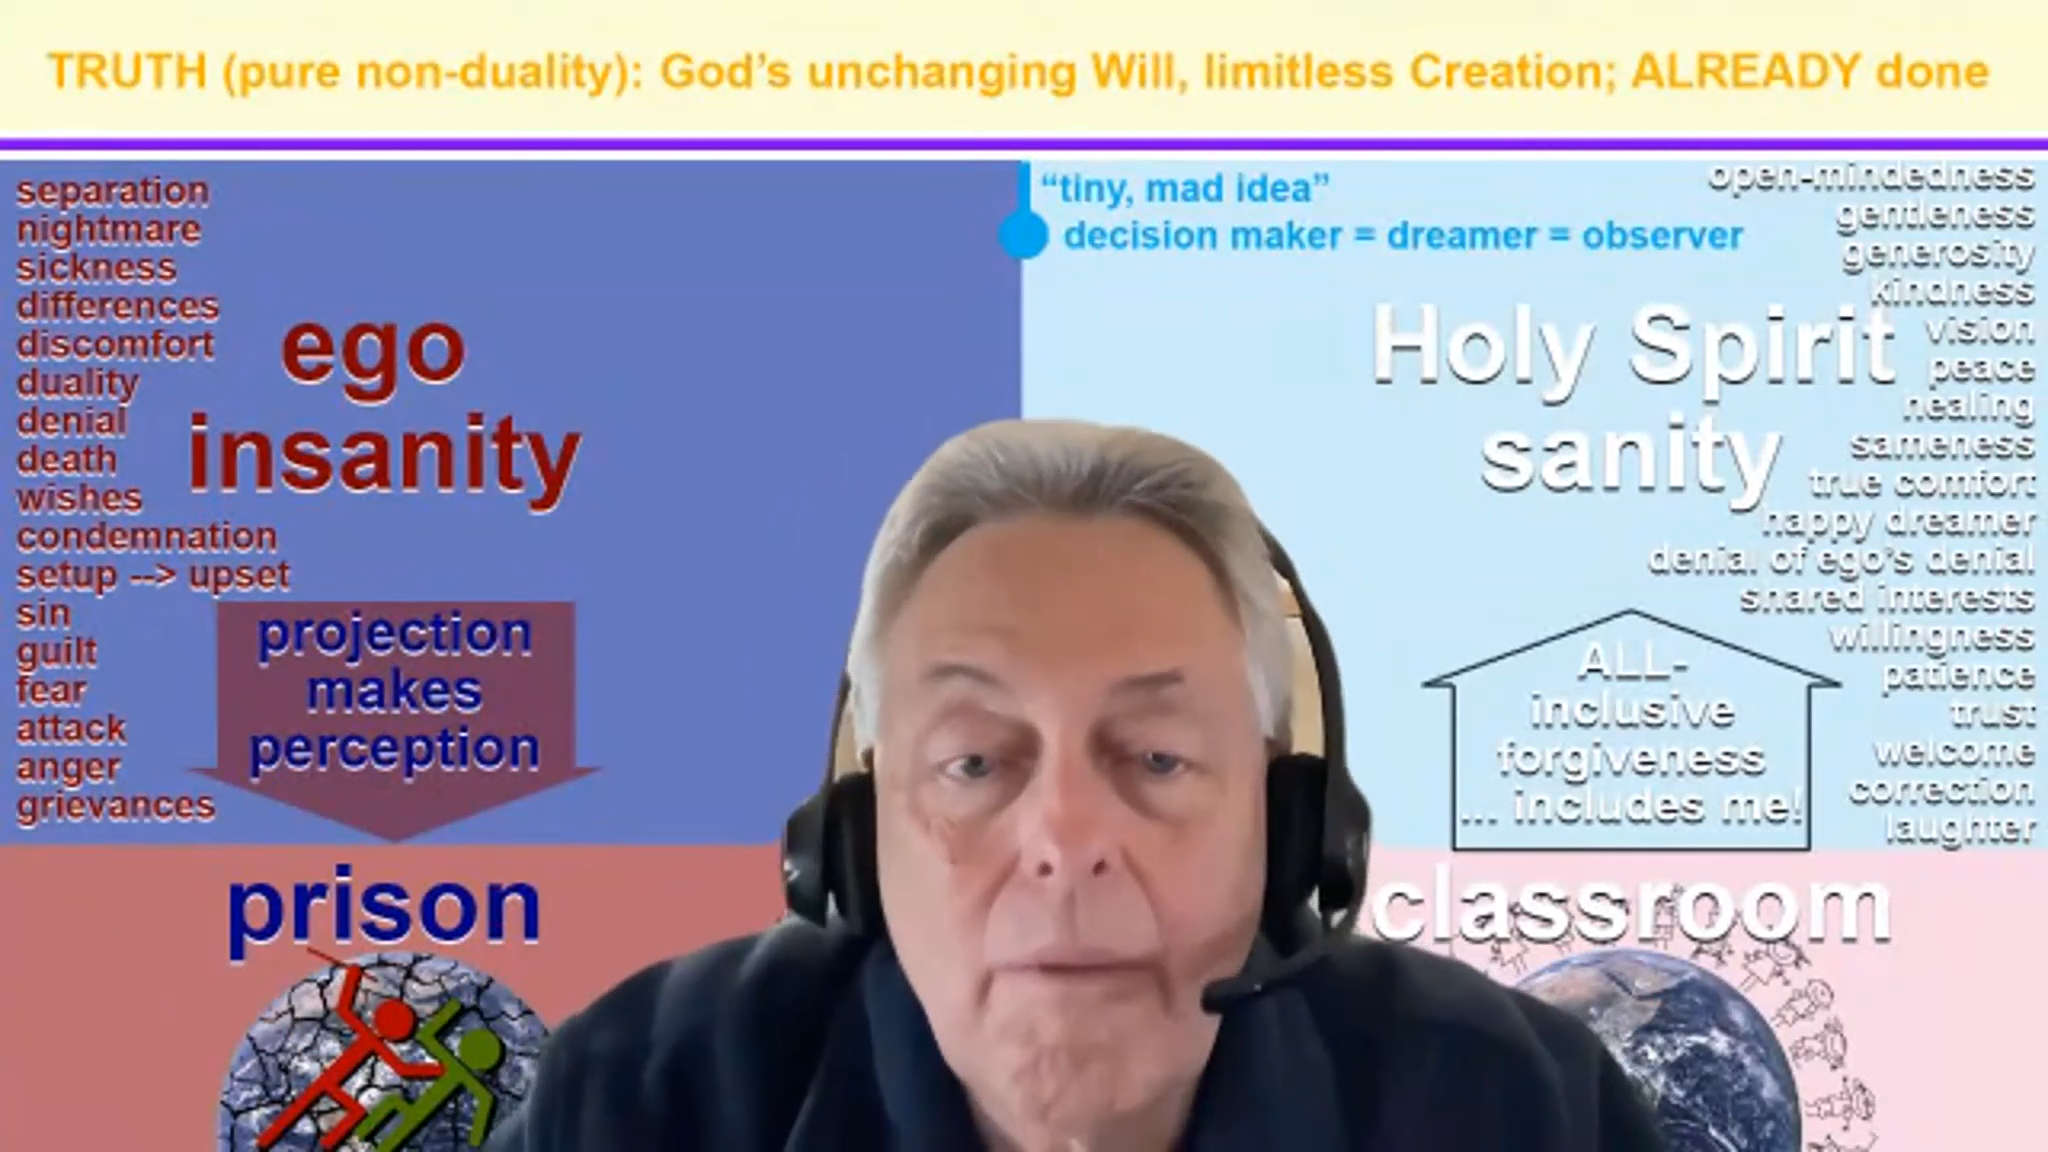 TRUTH (pure non-duality): God's unchanging Will, limitless Creation; ALREADY done
separation
nightmare
sickness
differences
discomfort
duality
denial
death
wishes
condemnation
setup --> upset
sin
guilt
fear
attack
anger
grievances
ego
insanity
projection
makes
perception
prison
“tiny, mad idea”
decision maker = dreamer = observer
Holy Spirit
sanity
open-mindedness
gentleness
generosity
kindness
vision
peace
healing
sameness
true comfort
happy dreamer
denial of ego's denial
shared interests
willingness
patience
trust
welcome
correction
laughter
ALL-
inclusive
forgiveness
... includes me!
classroom